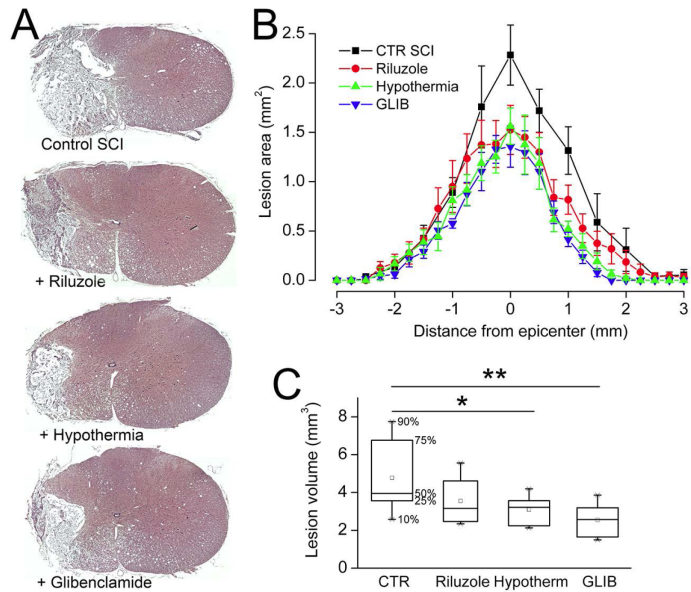 A
Control SCI
+ Riluzole
+ Hypothermia
+ Glibenclamide
B
CTR SCI
Riluzole
Hypothermia
GLIB
Lesion area (mm²)
2.5
2.0
1.5
1.0
0.5
0.0
-3 -2 -1 0 1 2 3
Distance from epicenter (mm)
C
**
*
Lesion volume (mm³)
8
6
4
2
0
90%
75%
50%
25%
10%
CTR Riluzole Hypotherm GLIB